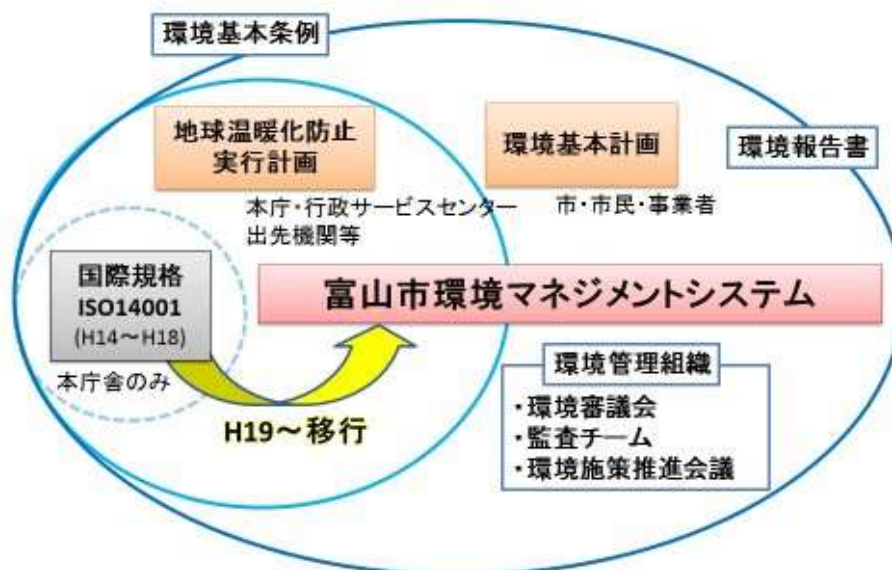 環境基本条例
地球温暖化防止
実行計画
環境基本計画
環境報告書
本庁・行政サービスセンター
出先機関等
市・市民・事業者
国際規格
ISO14001
(H14～H18)
本庁舎のみ
富山市環境マネジメントシステム
H19～移行
環境管理組織
・環境審議会
・監査チーム
・環境施策推進会議